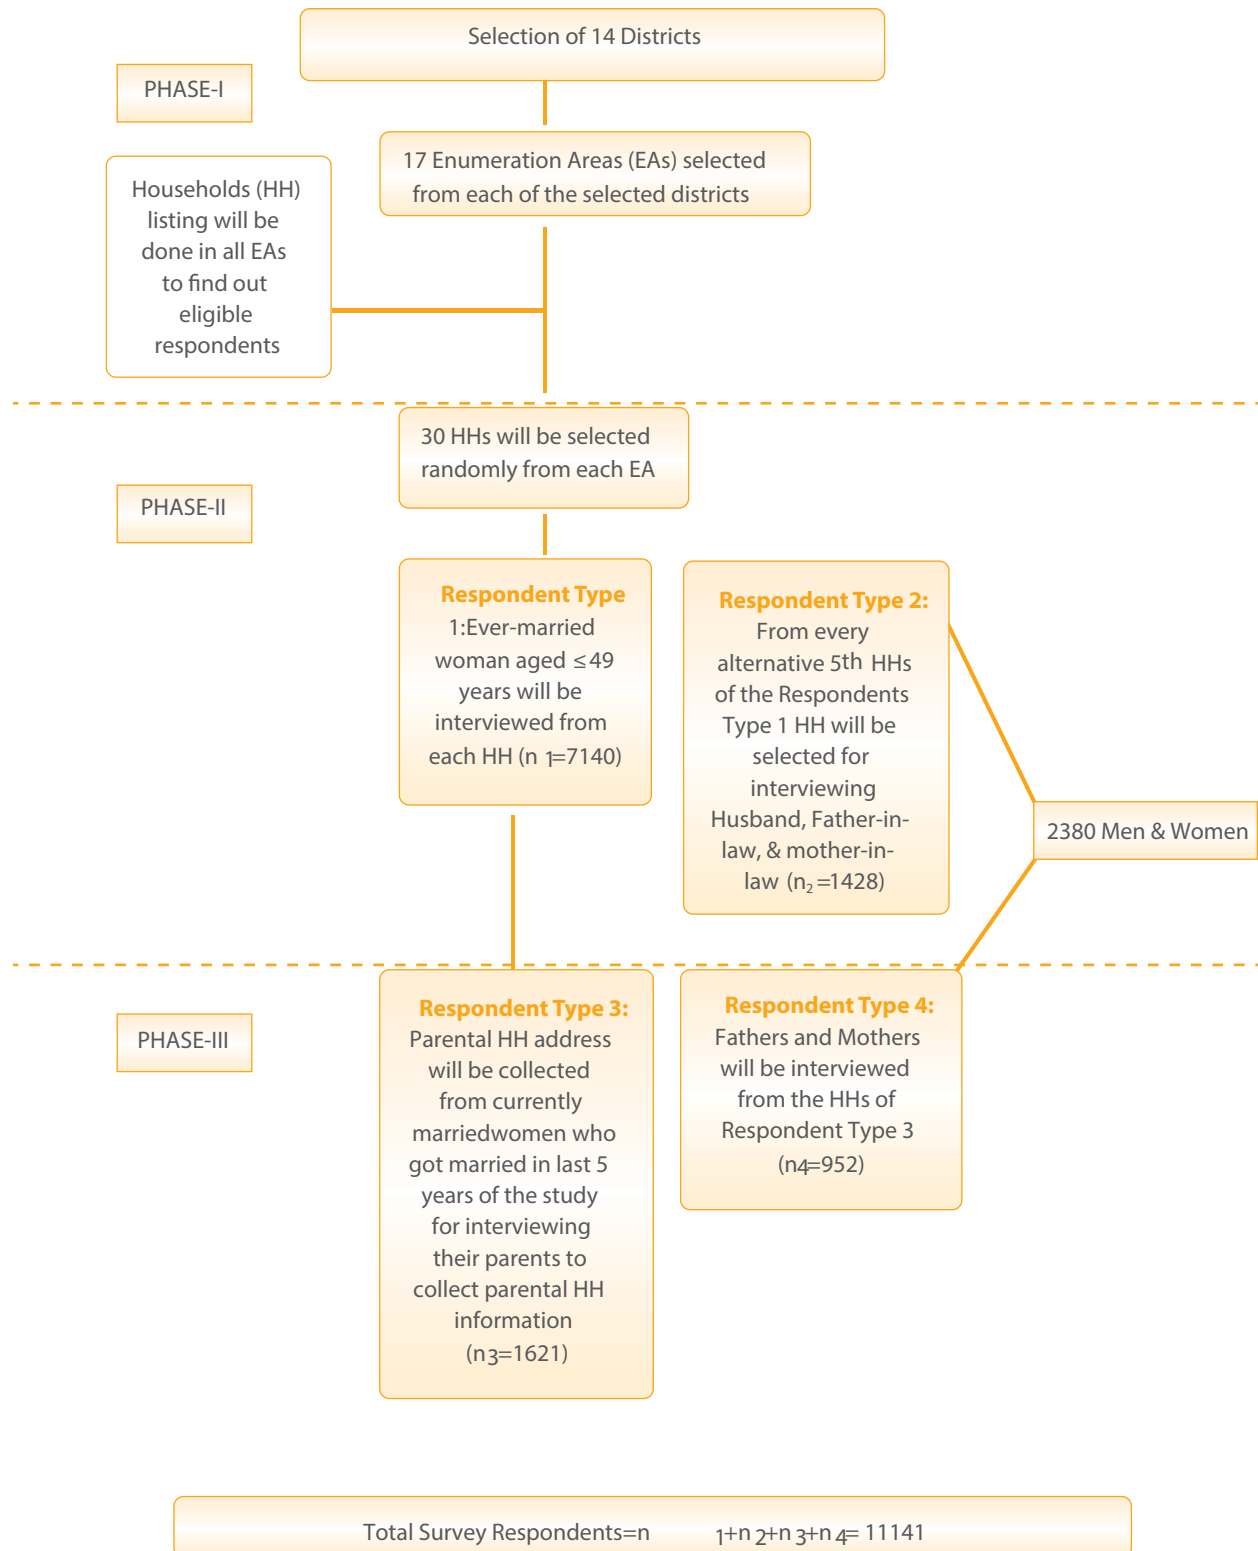 Selection of 14 Districts
PHASE-I
17 Enumeration Areas (EAs) selected
from each of the selected districts
Households (HH)
listing will be
done in all EAs
to find out
eligible
respondents
30 HHs will be selected
randomly from each EA
PHASE-II
Respondent Type
1:Ever-married
woman aged ≤49
years will be
interviewed from
each HH (n 1=7140)
Respondent Type 2:
From every
alternative 5th HHs
of the Respondents
Type 1 HH will be
selected for
interviewing
Husband, Father-in-
law, & mother-in-
law (n₂=1428)
2380 Men & Women
PHASE-III
Respondent Type 3:
Parental HH address
will be collected
from currently
marriedwomen who
got married in last 5
years of the study
for interviewing
their parents to
collect parental HH
information
(n3=1621)
Respondent Type 4:
Fathers and Mothers
will be interviewed
from the HHs of
Respondent Type 3
(n4=952)
Total Survey Respondents=n 1+n 2+n 3+n 4= 11141